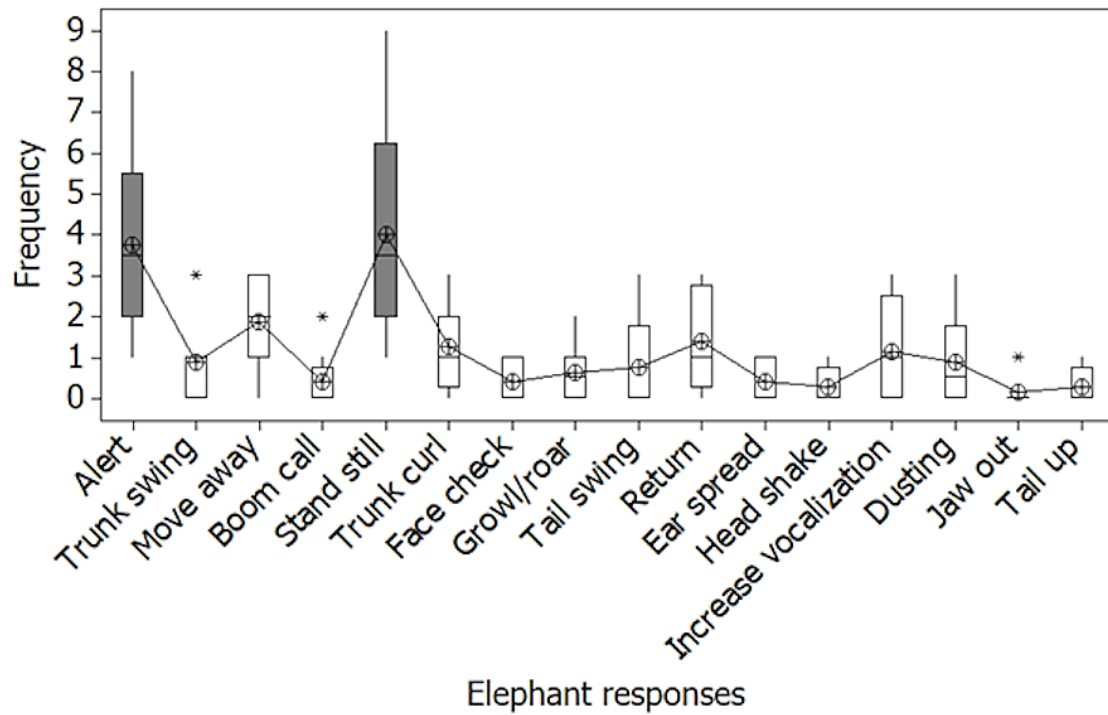 Frequency
9
8
7
6
5
4
3
2
1
0
Alert
Trunk swing
Move away
Boom call
Stand still
Trunk curl
Face check
Growl/roar
Tail swing
Return
Ear spread
Head shake
Increase vocalization
Dusting
Jaw out
Tail up
Elephant responses